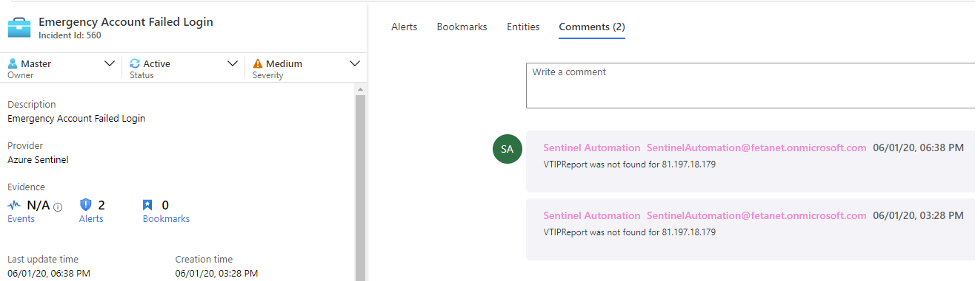 Emergency Account Failed Login
Incident Id: 560
Master
Owner
Active
Status
Medium
Severity
Description
Emergency Account Failed Login
Provider
Azure Sentinel
Evidence
N/A
Events
2
Alerts
0
Bookmarks
Last update time
06/01/20, 06:38 PM
Creation time
06/01/20, 03:28 PM
Alerts Bookmarks Entities Comments (2)
Write a comment
SA
Sentinel Automation SentinelAutomation@fetanet.onmicrosoft.com 06/01/20, 06:38 PM
VTIPReport was not found for 81.197.18.179
Sentinel Automation SentinelAutomation@fetanet.onmicrosoft.com 06/01/20, 03:28 PM
VTIPReport was not found for 81.197.18.179